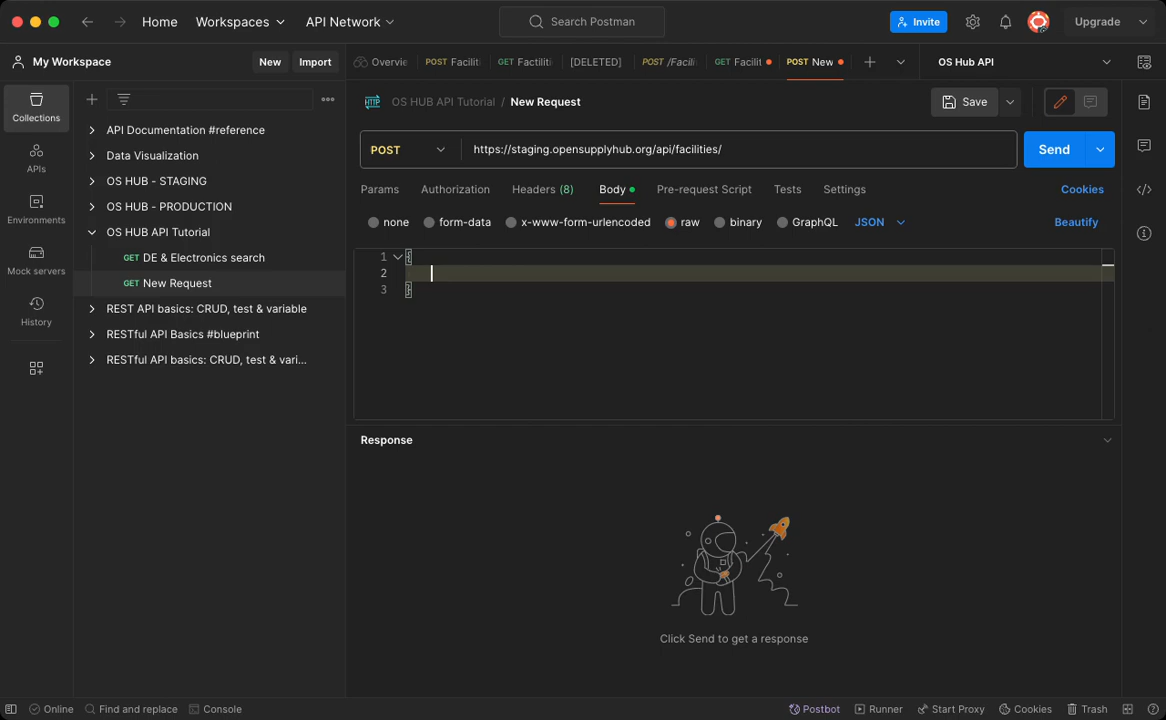 Home
Workspaces
API Network
Search Postman
Invite
Upgrade
My Workspace
New
Import
Overvie
POST Faciliti
GET Factiliti
[DELETED]
POST /Facili
GET Facilit
POST New
OS Hub API
Collections
APIs
Environments
Mock servers
History
API Documentation #reference
Data Visualization
OS HUB - STAGING
OS HUB - PRODUCTION
OS HUB API Tutorial
GET DE & Electronics search
GET New Request
REST API basics: CRUD, test & variable
RESTful API Basics #blueprint
RESTful API basics: CRUD, test & vari...
HTTP
OS HUB API Tutorial / New Request
Save
POST
https://staging.opensupplyhub.org/api/facilities/
Send
Params
Authorization
Headers (8)
Body
Pre-request Script
Tests
Settings
Cookies
none
form-data
x-www-form-urlencoded
raw
binary
GraphQL
JSON
Beautify
1 {
2
3 }
Response
Click Send to get a response
Online
Find and replace
Console
Postbot
Runner
Start Proxy
Cookies
Trash